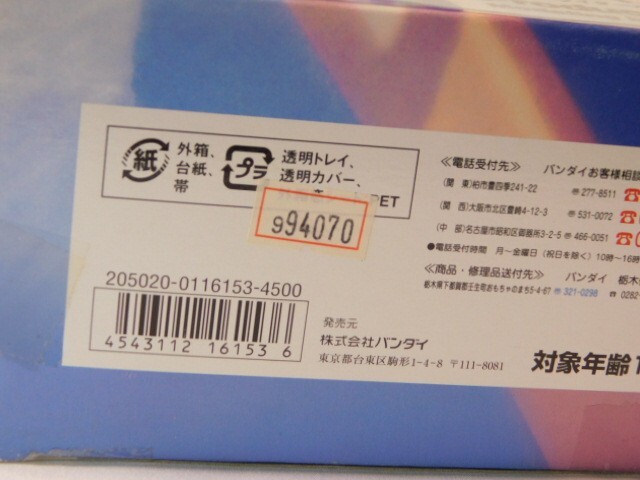 紙
外箱、
台紙、
帯
プラ
透明トレイ、
透明カバー、
PET
994070
205020-0116153-4500
4543112 161536
発売元
株式会社バンダイ
東京都台東区駒形1-4-8 〒111-8081
≪電話受付先≫ バンダイお客様相談
(関 東)柏市豊四季241-22 〒277-8511
(関 西)大阪市北区豊崎4-12-3 〒531-0072
(中 部)名古屋市昭和区御器所3-2-5 〒466-0051
●電話受付時間 月〜金曜日(祝日を除く)10時〜16時
≪商品・修理品送付先≫ バンダイ 栃木
栃木県下都賀郡壬生町おもちゃのまち5-4-67 〒321-0298 ☎0282-
対象年齢1